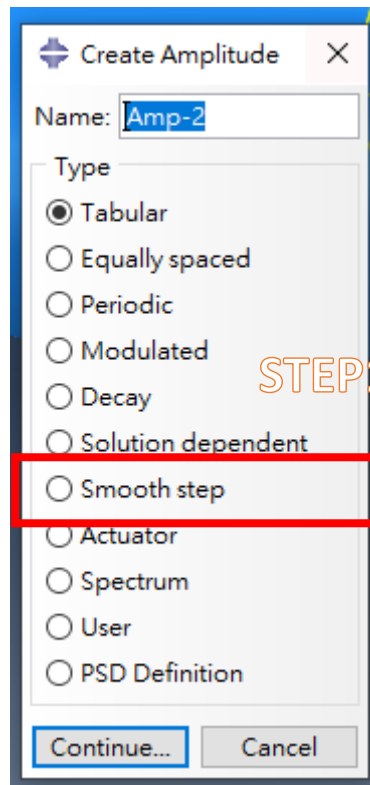 Create Amplitude
Name: Amp-2
Type
Tabular
Equally spaced
Periodic
Modulated
STEP
Decay
Solution dependent
Smooth step
Actuator
Spectrum
User
PSD Definition
Continue... Cancel